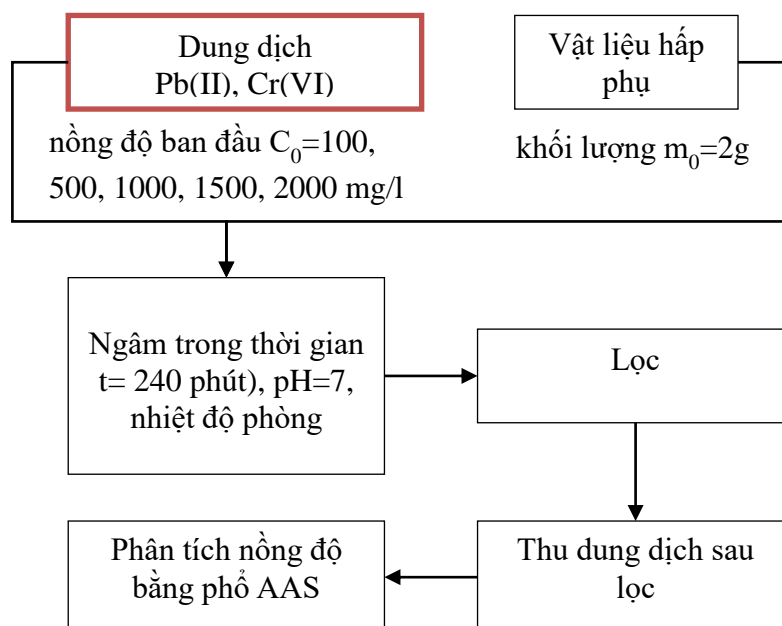 Dung dịch
Pb(II), Cr(VI)
Vật liệu hấp
phụ
nồng độ ban đầu C₀=100,
500, 1000, 1500, 2000 mg/l
khối lượng m₀=2g
Ngâm trong thời gian
t= 240 phút), pH=7,
nhiệt độ phòng
Lọc
Phân tích nồng độ
bằng phổ AAS
Thu dung dịch sau
lọc